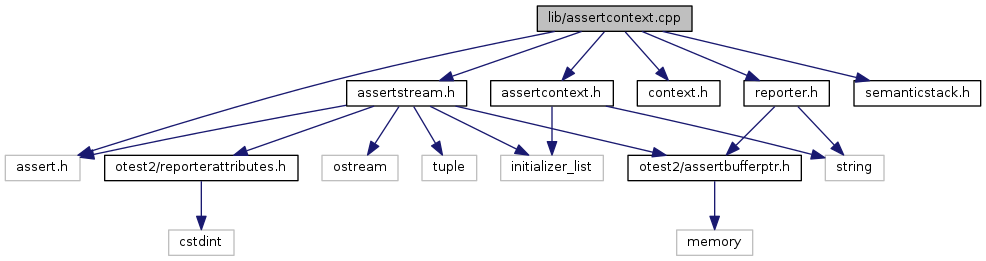 lib/assertcontext.cpp
assertstream.h
assertcontext.h
context.h
reporter.h
semanticstack.h
assert.h
otest2/reporterattributes.h
ostream
tuple
initializer_list
otest2/assertbufferptr.h
string
cstdint
memory